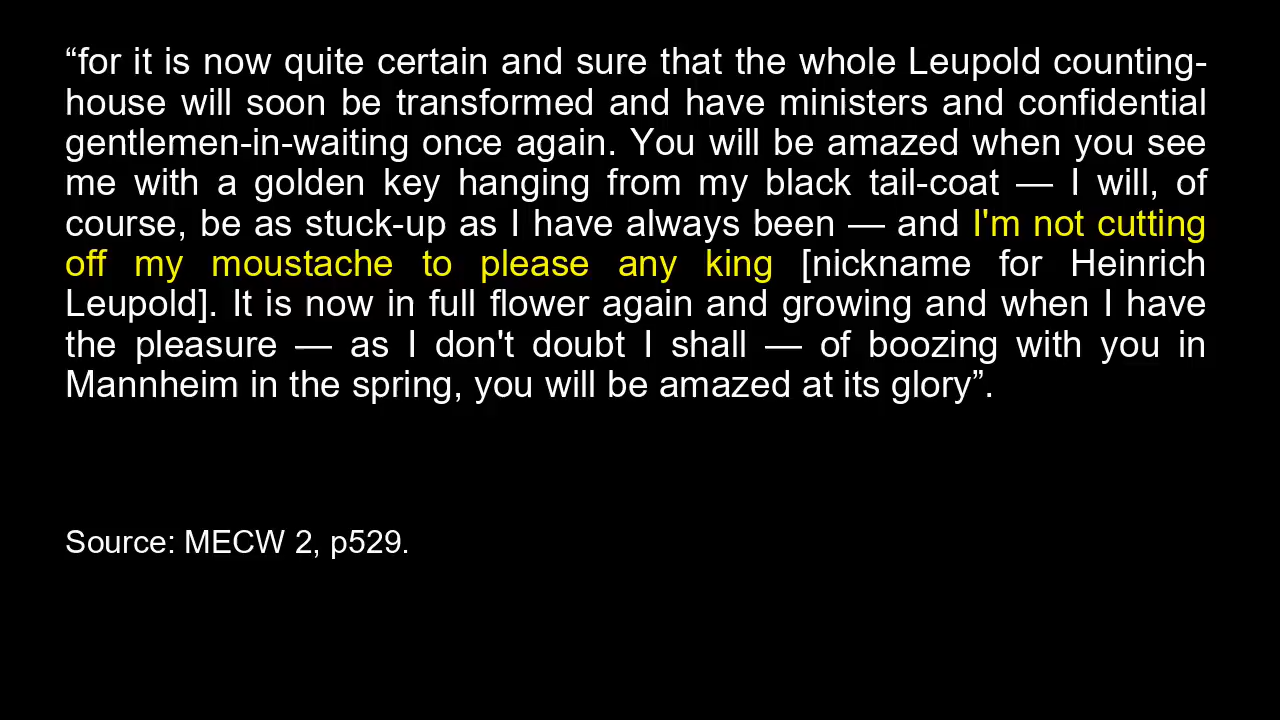 “for it is now quite certain and sure that the whole Leupold counting-
house will soon be transformed and have ministers and confidential
gentlemen-in-waiting once again. You will be amazed when you see
me with a golden key hanging from my black tail-coat — I will, of
course, be as stuck-up as I have always been — and I'm not cutting
off my moustache to please any king [nickname for Heinrich
Leupold]. It is now in full flower again and growing and when I have
the pleasure — as I don't doubt I shall — of boozing with you in
Mannheim in the spring, you will be amazed at its glory”.
Source: MECW 2, p529.